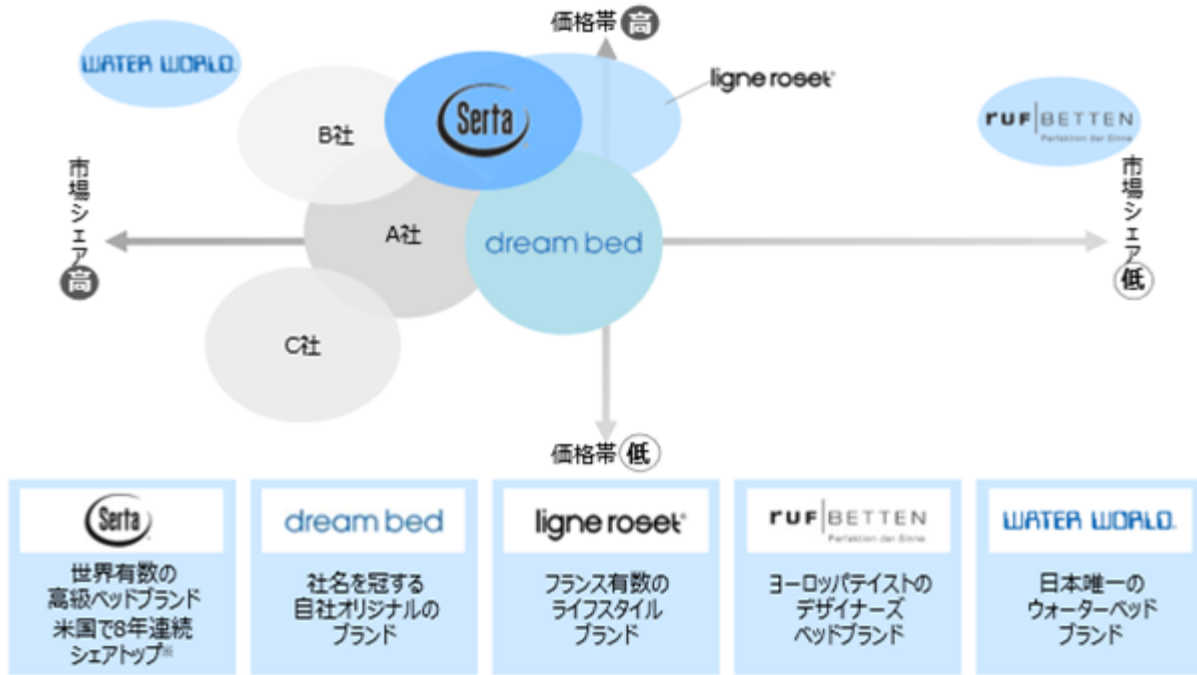 価格帯 高
WATER WORLD.
ligne roset®
Serta
B社
ruf BETTEN
Perfektion der Sinne
市場シェア 高
A社
dream bed
市場シェア 低
C社
価格帯 低
Serta
世界有数の
高級ベッドブランド
米国で8年連続
シェアトップ※
dream bed
社名を冠する
自社オリジナルの
ブランド
ligne roset®
フランス有数の
ライフスタイル
ブランド
ruf BETTEN
Perfektion der Sinne
ヨーロッパテイストの
デザイナーズ
ベッドブランド
WATER WORLD.
日本唯一の
ウォーターベッド
ブランド